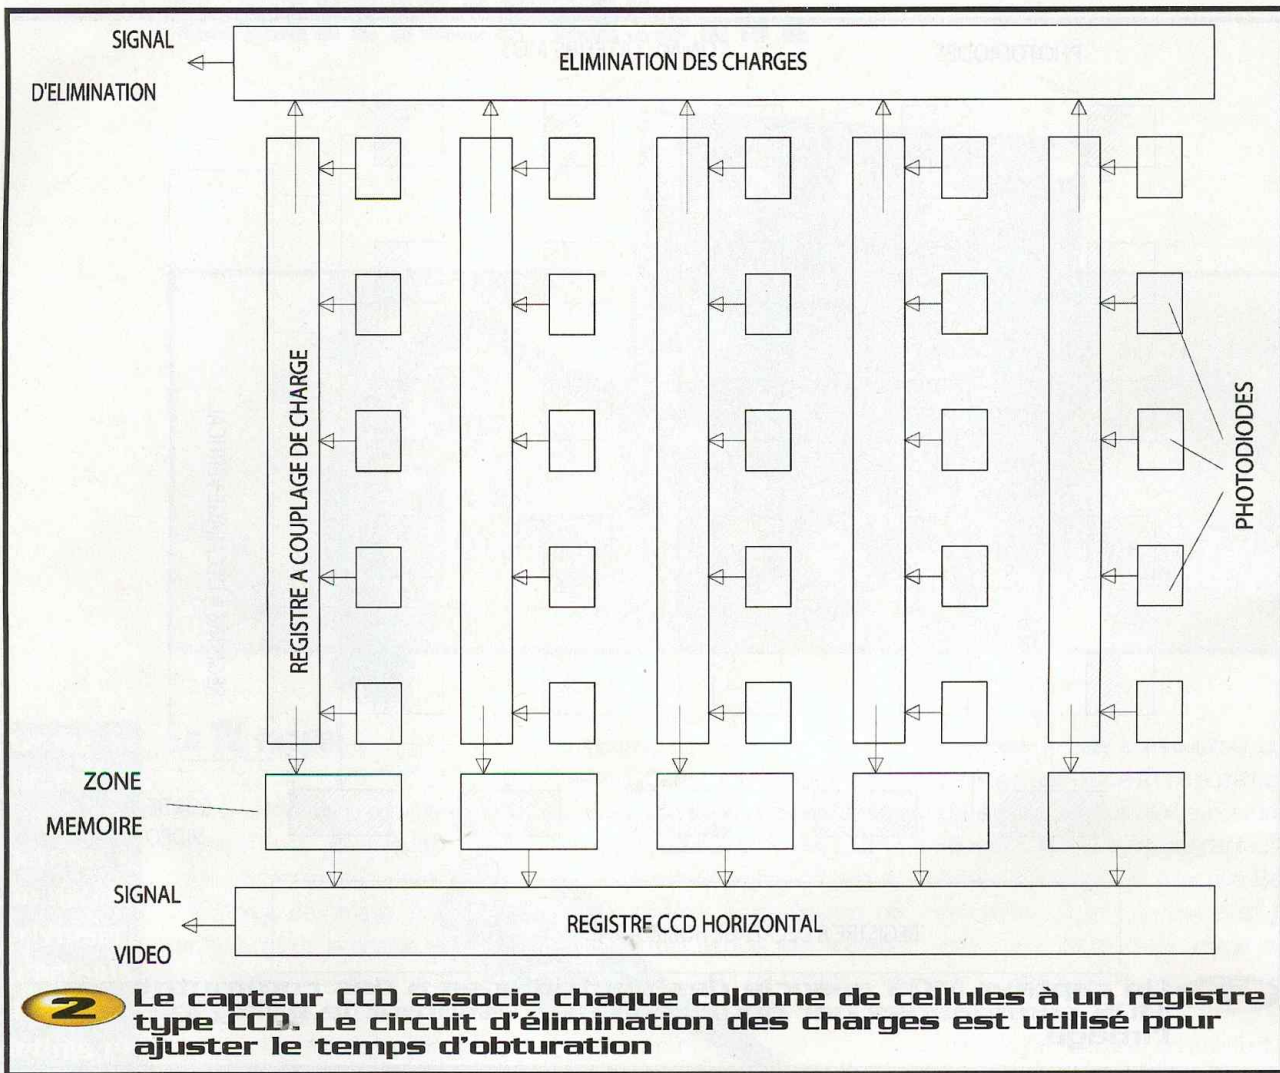 SIGNAL
D'ELIMINATION
ELIMINATION DES CHARGES
REGISTRE A COUPLAGE DE CHARGE
PHOTODIODES
ZONE
MEMOIRE
SIGNAL
VIDEO
REGISTRE CCD HORIZONTAL
2
Le capteur CCD associe chaque colonne de cellules à un registre
type CCD. Le circuit d'élimination des charges est utilisé pour
ajuster le temps d'obturation